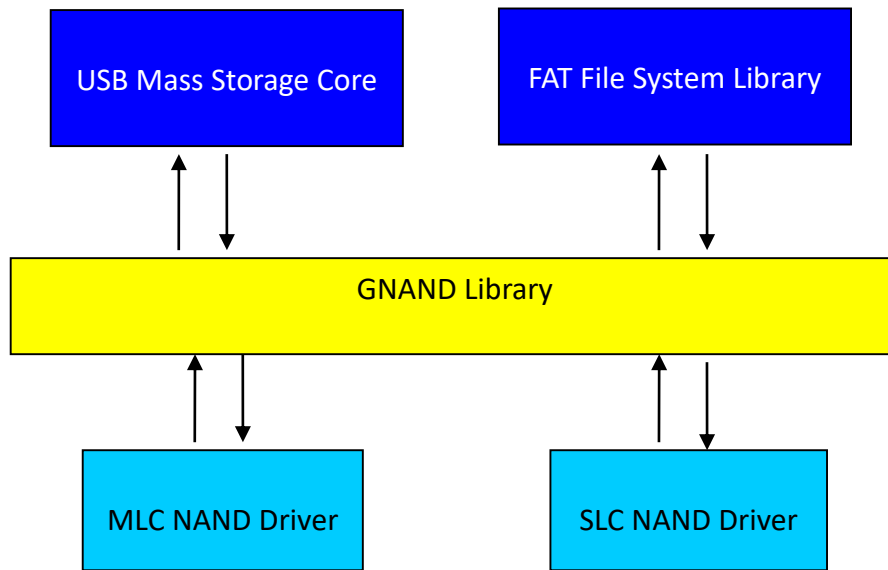 USB Mass Storage Core
FAT File System Library
GNAND Library
MLC NAND Driver
SLC NAND Driver